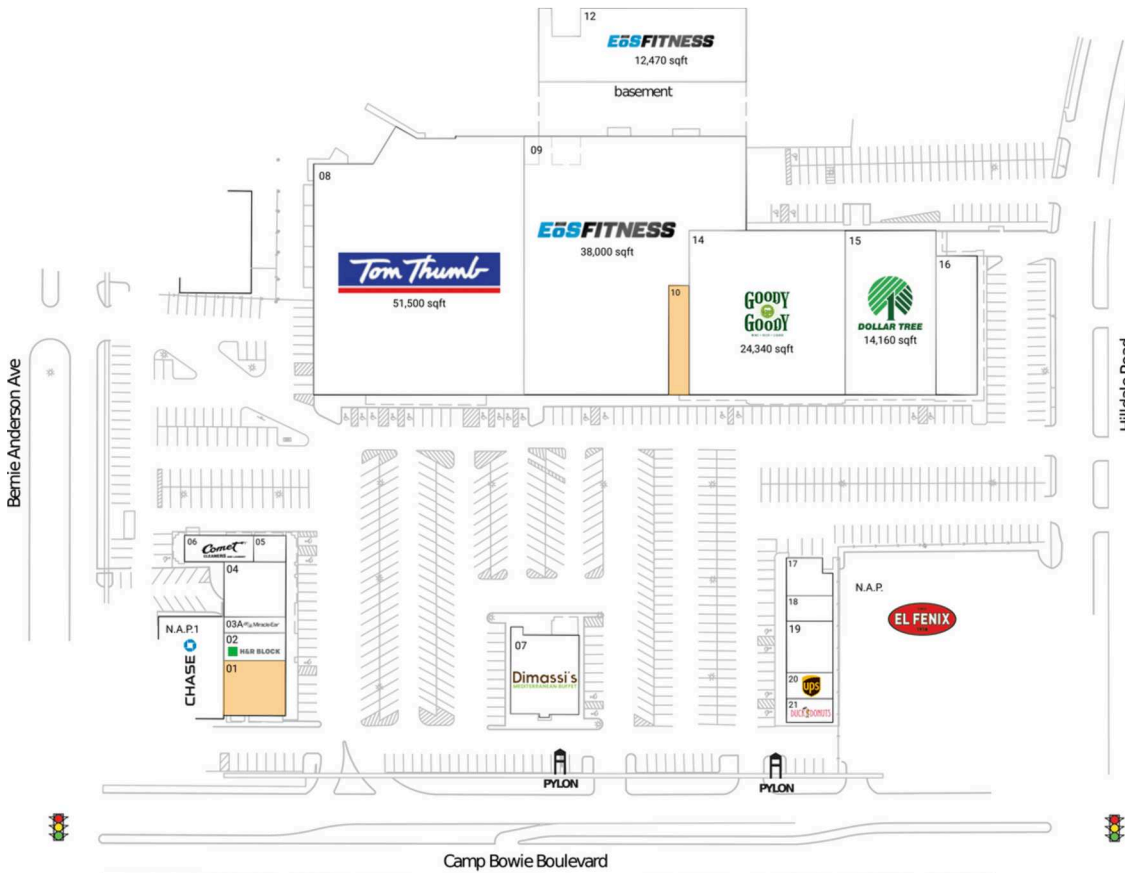 12
EōSFITNESS
12,470 sqft
basement
08
09
Tom Thumb
51,500 sqft
EōSFITNESS
38,000 sqft
10
14
GOODY
GOODY
24,340 sqft
15
DOLLAR TREE
14,160 sqft
16
Bernie Anderson Ave
06
Comet
CLEANERS
05
04
03A Miracle-Ear
02
H&R BLOCK
01
N.A.P.1
CHASE
07
Dimassi's
MEDITERRANEAN BUFFET
17
18
19
20
ups
21
DUCK DONUTS
N.A.P.
EL FENIX
PYLON
PYLON
Camp Bowie Boulevard